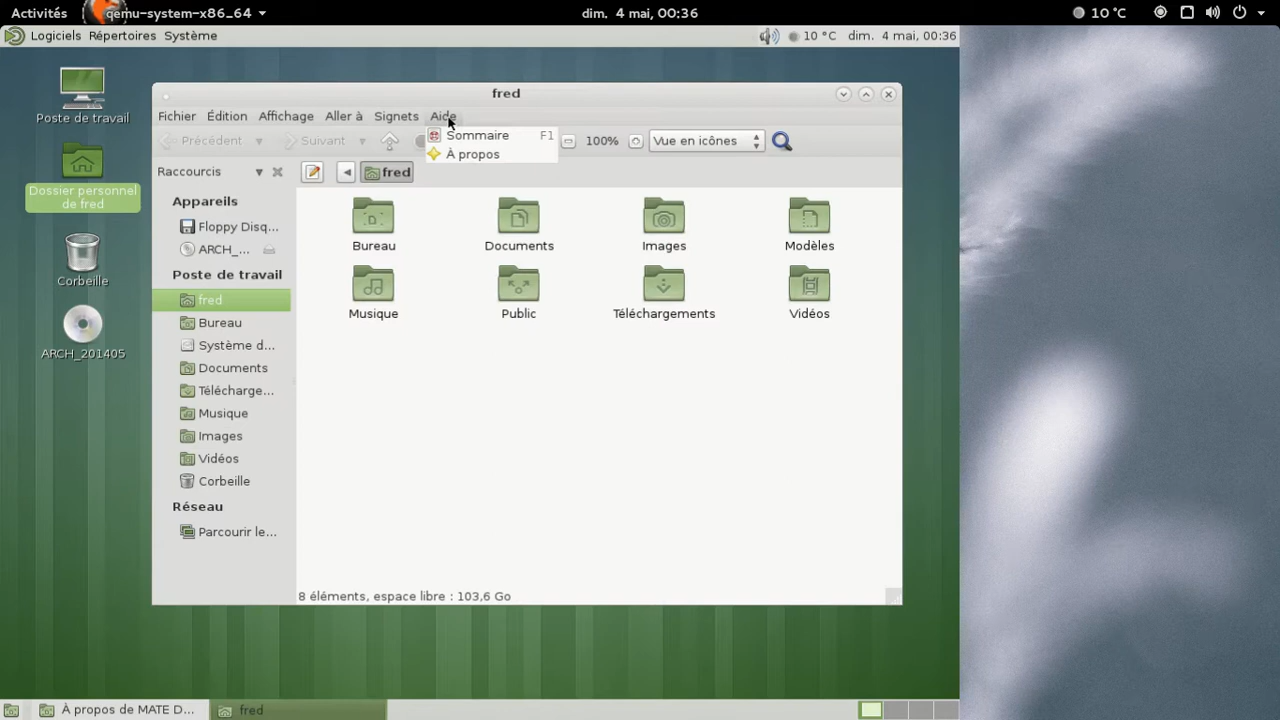 Activités qemu-system-x86_64 dim. 4 mai, 00:36 10 °C
Logiciels Répertoires Système 10 °C dim. 4 mai, 00:36
Poste de travail
Dossier personnel
de fred
Corbeille
ARCH_201405
fred
Fichier Édition Affichage Aller à Signets Aide
Précédent Suivant 100% Vue en icônes
Sommaire F1
À propos
Raccourcis fred
Appareils
Floppy Disq...
ARCH_...
Poste de travail
fred
Bureau
Système d...
Documents
Télécharge...
Musique
Images
Vidéos
Corbeille
Réseau
Parcourir le...
Bureau Documents Images Modèles
Musique Public Téléchargements Vidéos
8 éléments, espace libre : 103,6 Go
À propos de MATE D... fred